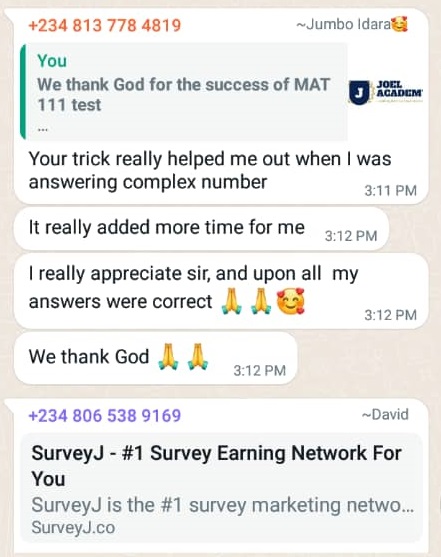 +234 813 778 4819 ~Jumbo Idara🥰
You
We thank God for the success of MAT
111 test
...
J JOEL
ACADEM
Your trick really helped me out when I was
answering complex number
3:11 PM
It really added more time for me 3:12 PM
I really appreciate sir, and upon all my
answers were correct 🙏 🙏🥰
3:12 PM
We thank God 🙏 🙏
3:12 PM
+234 806 538 9169 ~David
SurveyJ - #1 Survey Earning Network For
You
SurveyJ is the #1 survey marketing netwo...
SurveyJ.co